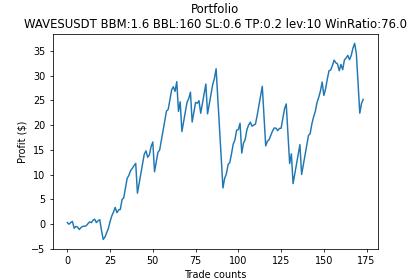 Portfolio
WAVESUSDT BBM:1.6 BBL:160 SL:0.6 TP:0.2 lev:10 WinRatio:76.0
Profit ($)
35
30
25
20
15
10
5
0
−5
0 25 50 75 100 125 150 175
Trade counts